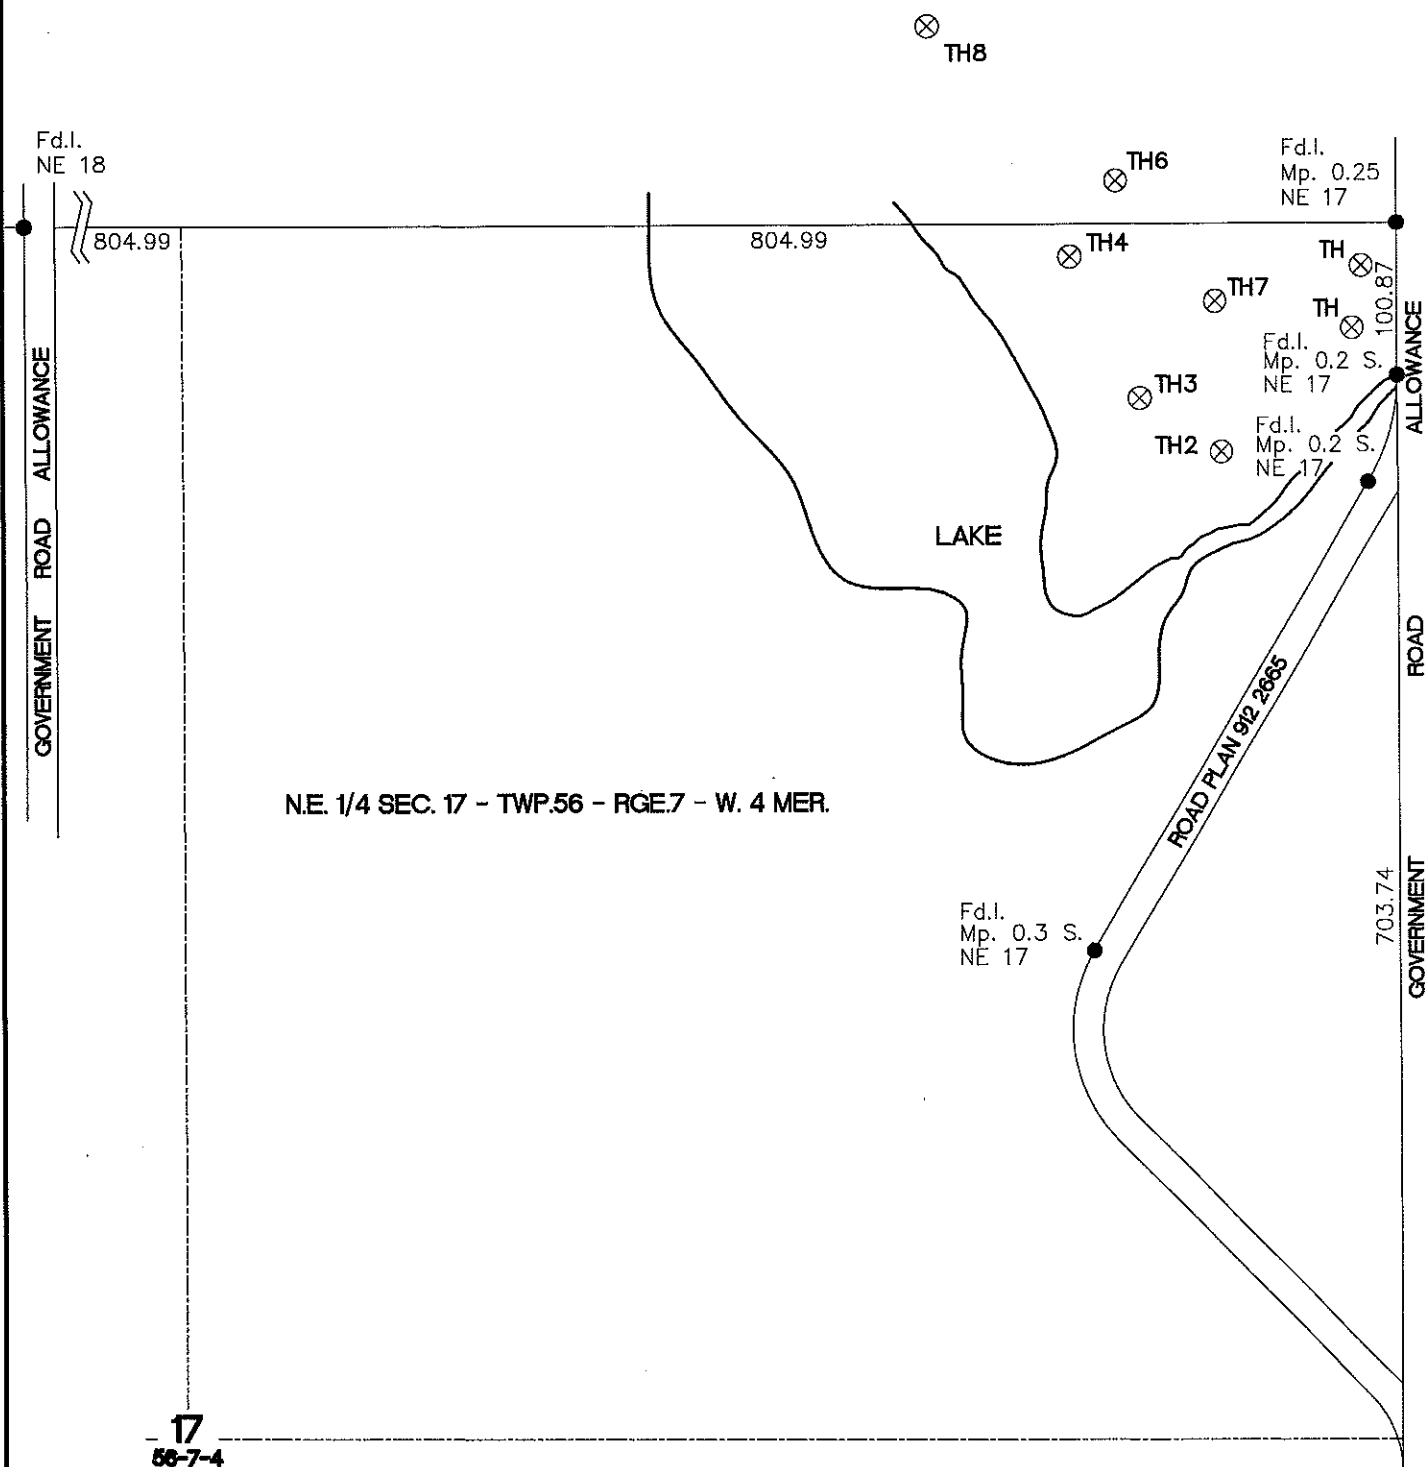 TH8
Fd.I.
NE 18
TH6
Fd.I.
Mp. 0.25
NE 17
804.99
804.99
TH4
TH
TH7
TH
100.87
Fd.I.
Mp. 0.2 S.
NE 17
TH3
Fd.I.
Mp. 0.2 S.
NE 17
TH2
LAKE
GOVERNMENT ROAD ALLOWANCE
GOVERNMENT ROAD ALLOWANCE
ROAD PLAN 912 2665
N.E. 1/4 SEC. 17 - TWP.56 - RGE.7 - W. 4 MER.
703.74
Fd.I.
Mp. 0.3 S.
NE 17
17
56-7-4